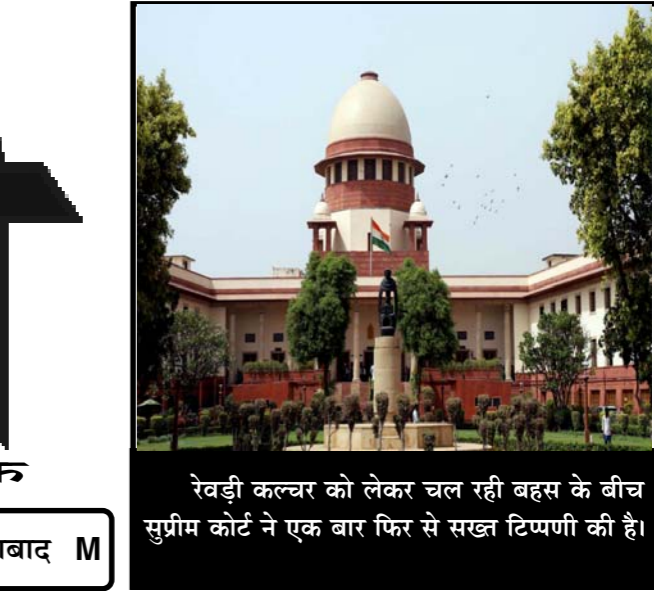 रेवड़ी कल्चर को लेकर चल रही बहस के बीच
सुप्रीम कोर्ट ने एक बार फिर से सख्त टिप्पणी की है।
M